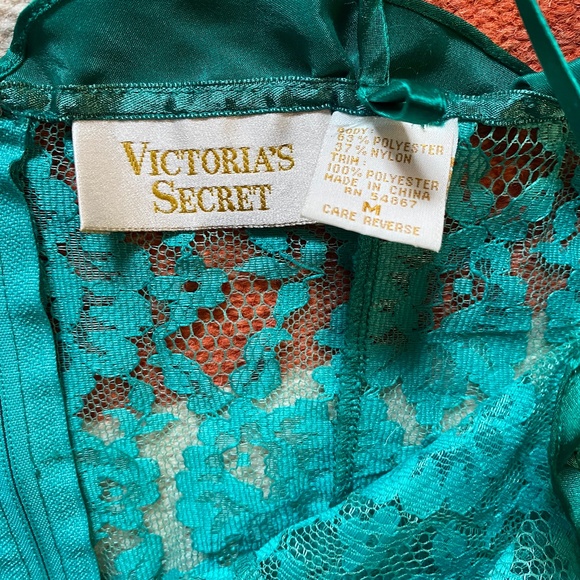 VICTORIA'S
SECRET
BODY:
63% POLYESTER
37% NYLON
TRIM:
100% POLYESTER
MADE IN CHINA
RN 54867
M
CARE REVERSE